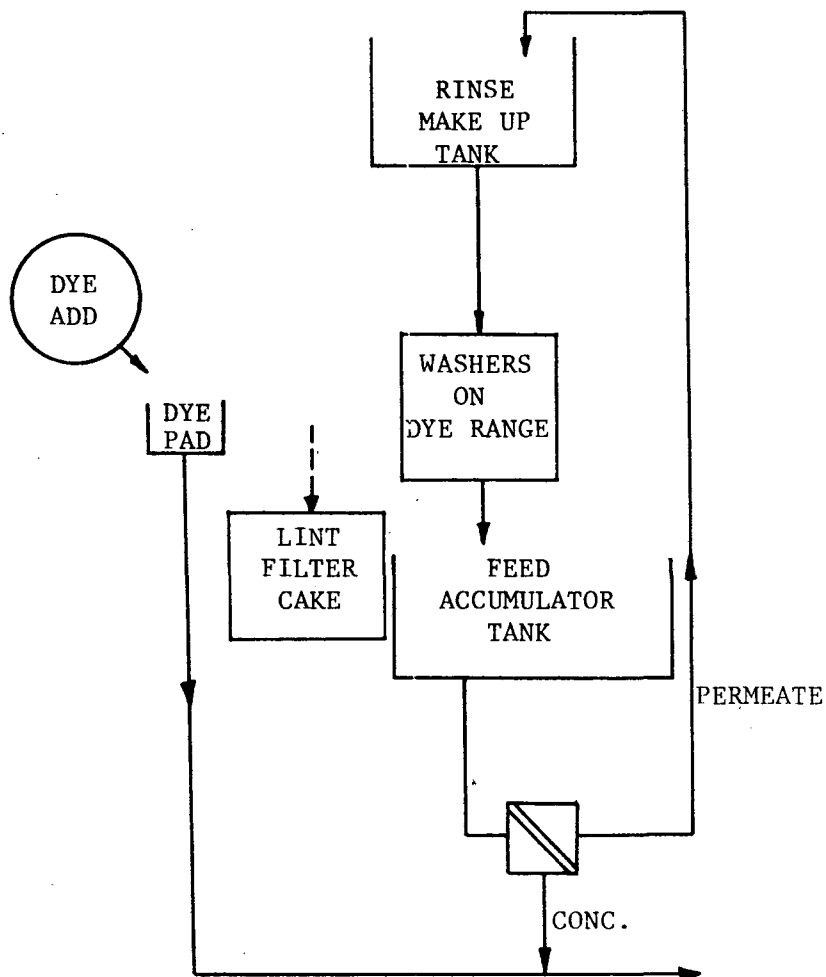 RINSE
MAKE UP
TANK
DYE
ADD
WASHERS
ON
DYE RANGE
DYE
PAD
LINT
FILTER
CAKE
FEED
ACCUMULATOR
TANK
PERMEATE
CONC.